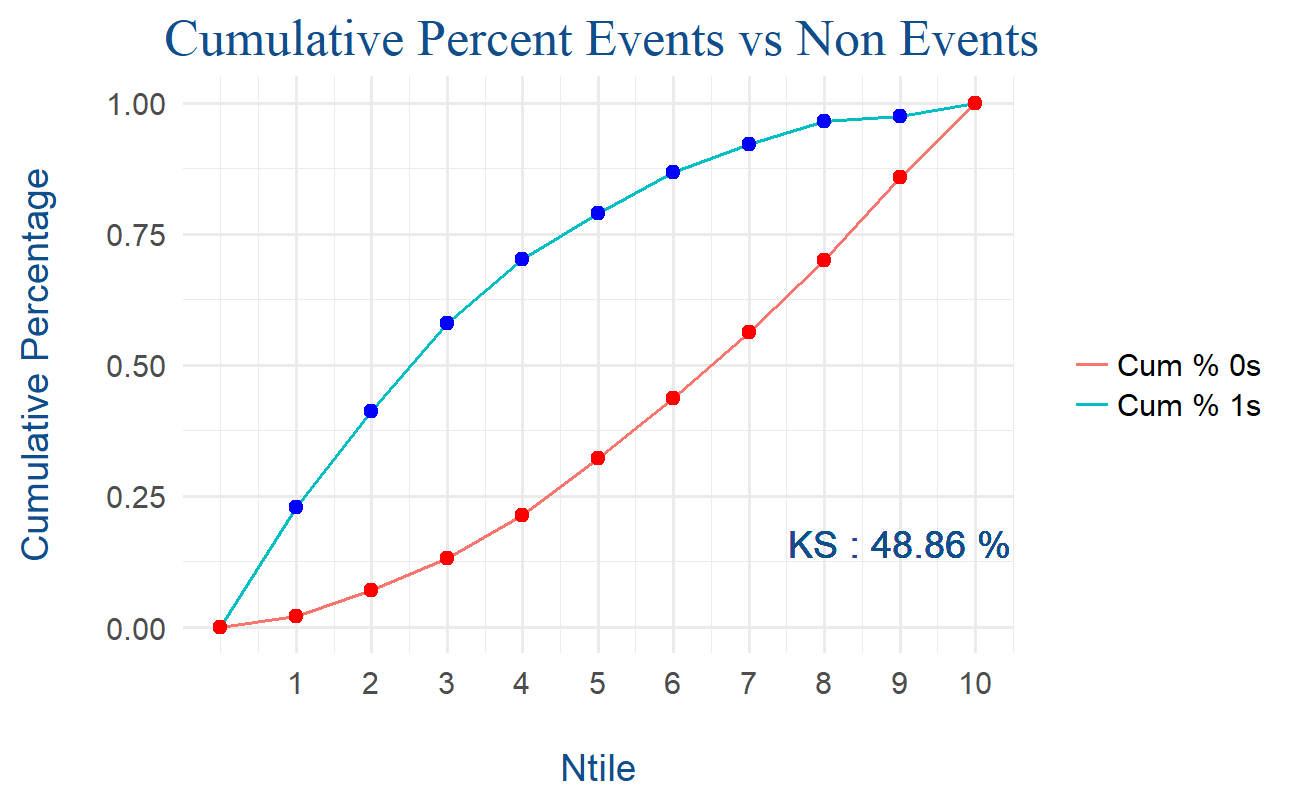 Cumulative Percent Events vs Non Events
Cumulative Percentage
1.00
0.75
0.50
0.25
0.00
KS : 48.86 %
Cum % 0s
Cum % 1s
1 2 3 4 5 6 7 8 9 10
Ntile